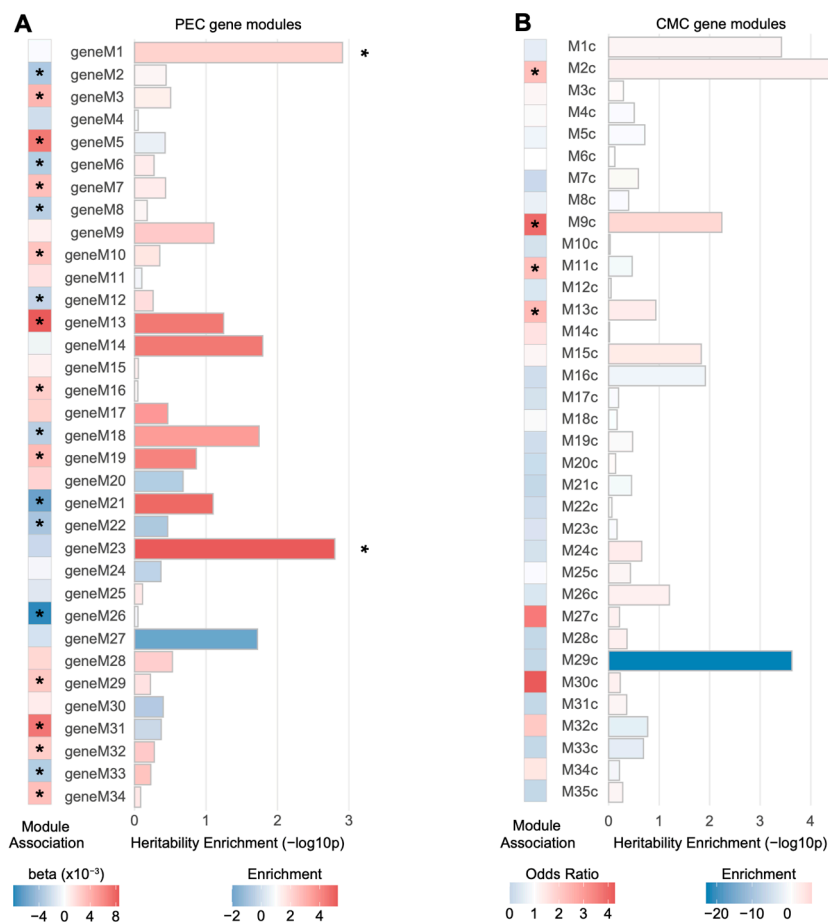 A
PEC gene modules
geneM1 *
* geneM2
* geneM3
geneM4
* geneM5
* geneM6
* geneM7
* geneM8
geneM9
* geneM10
geneM11
* geneM12
* geneM13
geneM14
geneM15
* geneM16
geneM17
* geneM18
* geneM19
geneM20
* geneM21
* geneM22
geneM23 *
geneM24
geneM25
* geneM26
geneM27
geneM28
* geneM29
geneM30
* geneM31
* geneM32
* geneM33
* geneM34
0 1 2 3
Module
Association
Heritability Enrichment (−log10p)
beta (x10⁻³)
−4 0 4 8
Enrichment
−2 0 2 4
B
CMC gene modules
M1c
* M2c
M3c
M4c
M5c
M6c
M7c
M8c
* M9c
M10c
* M11c
M12c
* M13c
M14c
M15c
M16c
M17c
M18c
M19c
M20c
M21c
M22c
M23c
M24c
M25c
M26c
M27c
M28c
M29c
M30c
M31c
M32c
M33c
M34c
M35c
0 1 2 3 4
Module
Association
Heritability Enrichment (−log10p)
Odds Ratio
0 1 2 3 4
Enrichment
−20 −10 0